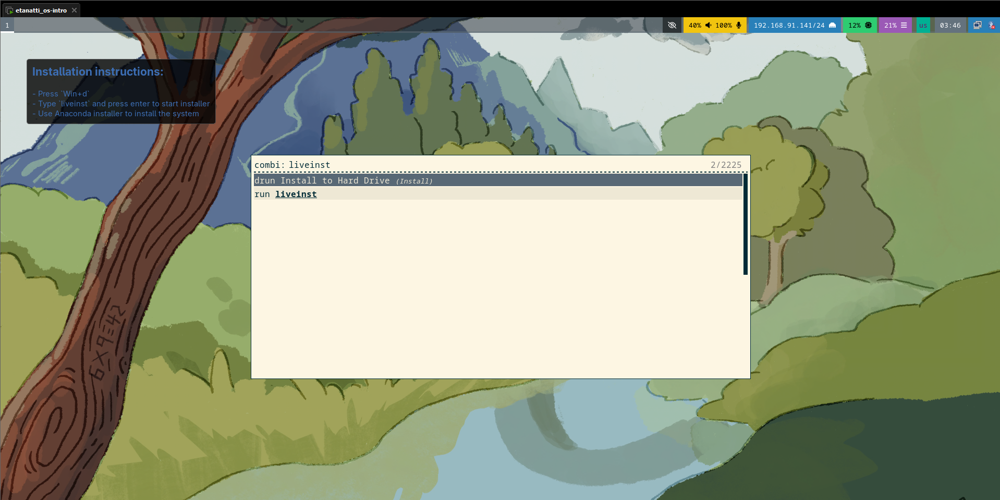 etanatti_os-intro
1
40% 100% 192.168.91.141/24 12% 21% us 03:46
Installation instructions:
- Press `Win+d`
- Type `liveinst` and press enter to start installer
- Use Anaconda installer to install the system
combi: liveinst 2/2225
drun Install to Hard Drive (Install)
run liveinst
6×9=42